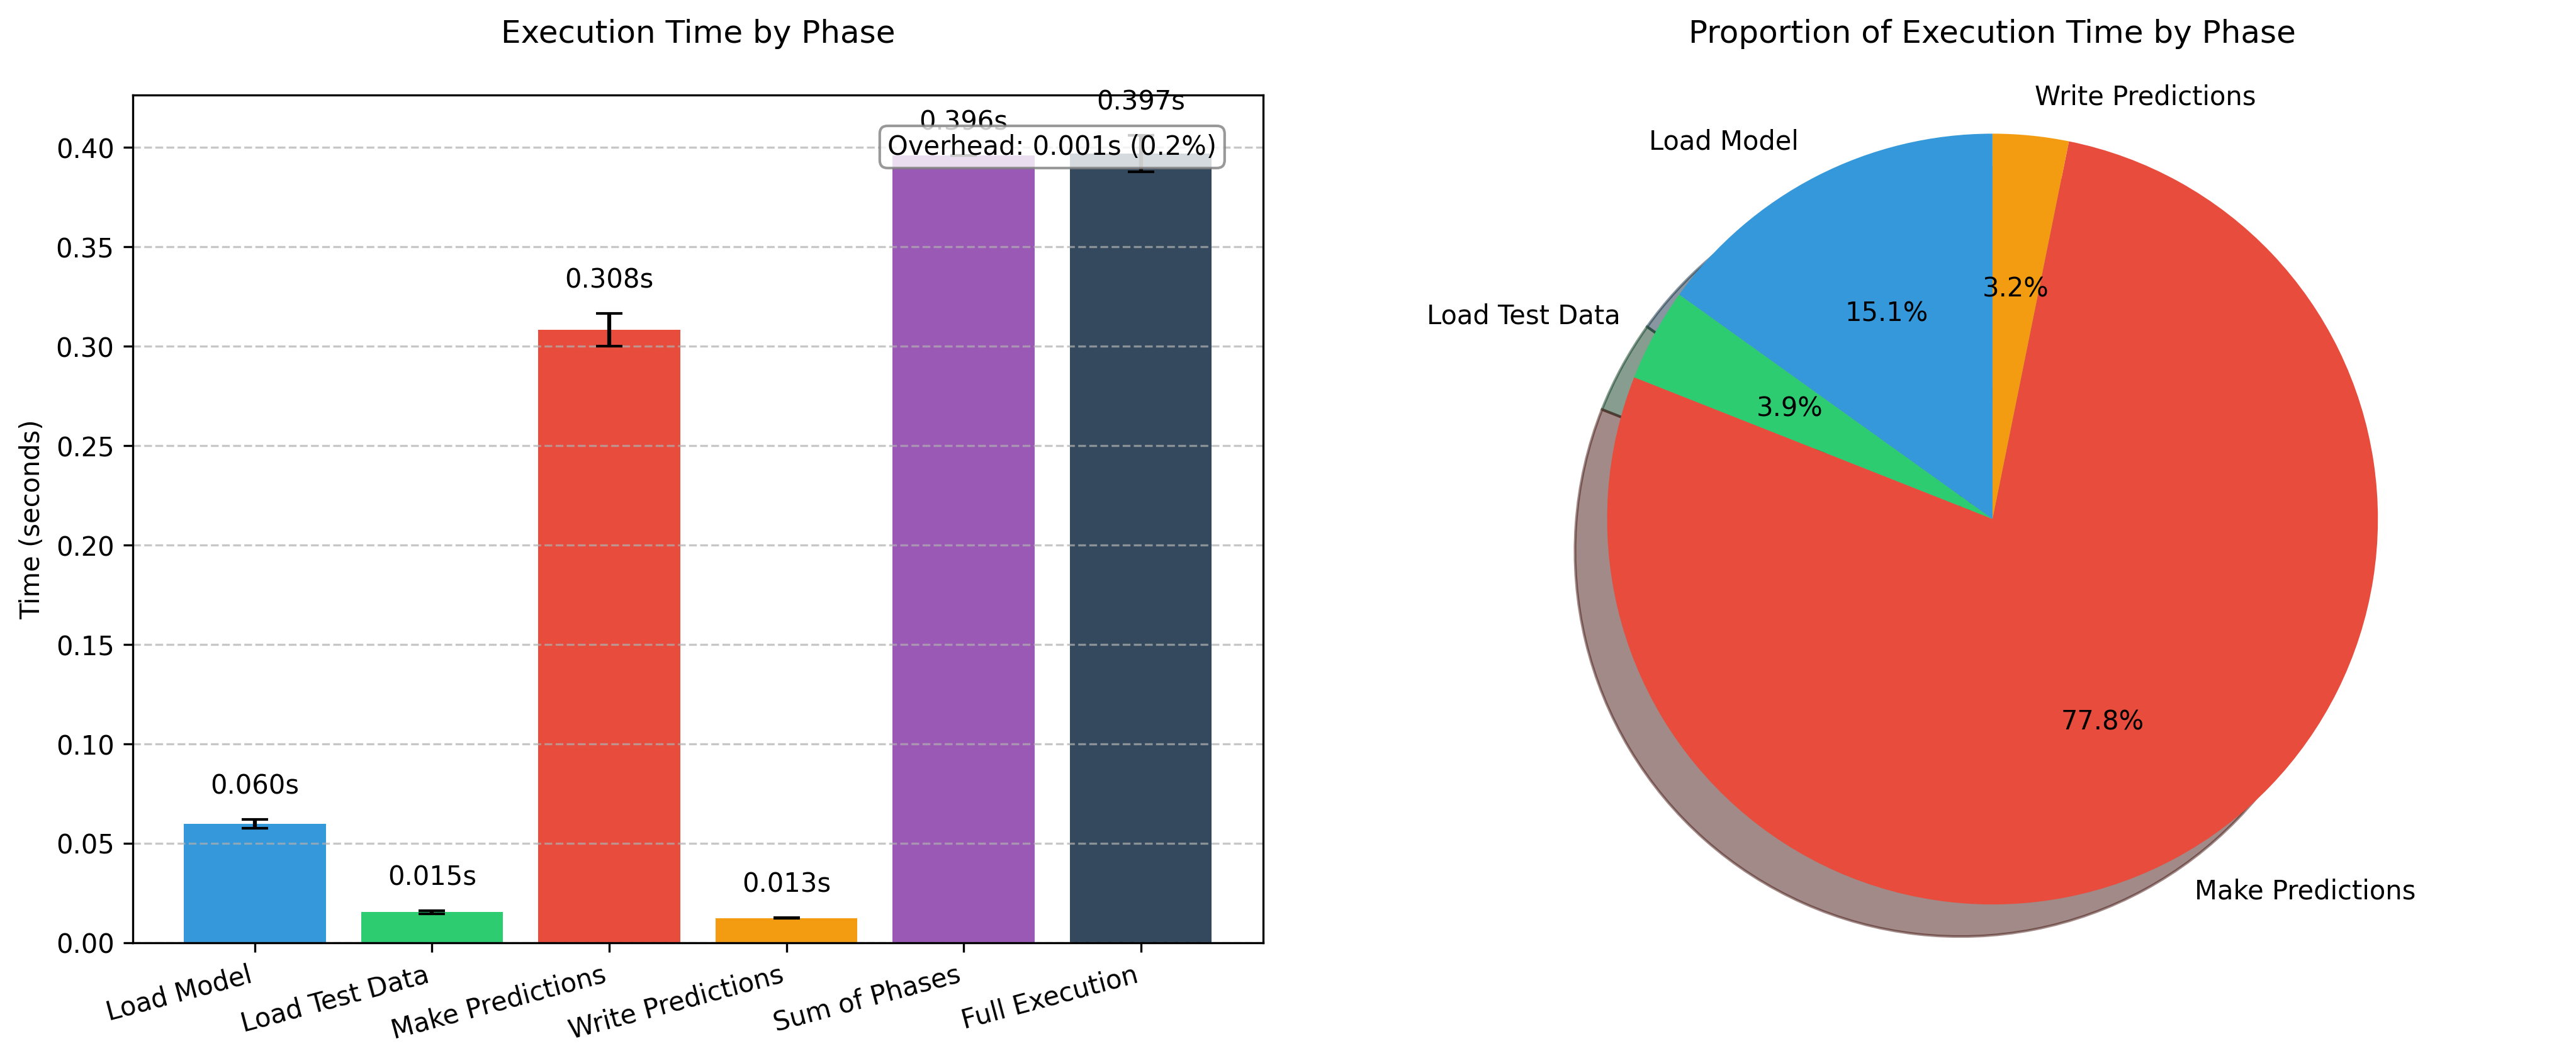 Execution Time by Phase
Time (seconds)
0.40
0.35
0.30
0.25
0.20
0.15
0.10
0.05
0.00
0.060s
0.015s
0.308s
0.013s
0.396s
0.397s
Overhead: 0.001s (0.2%)
Load Model
Load Test Data
Make Predictions
Write Predictions
Sum of Phases
Full Execution
Proportion of Execution Time by Phase
Write Predictions
Load Model
Load Test Data
Make Predictions
3.2%
15.1%
3.9%
77.8%